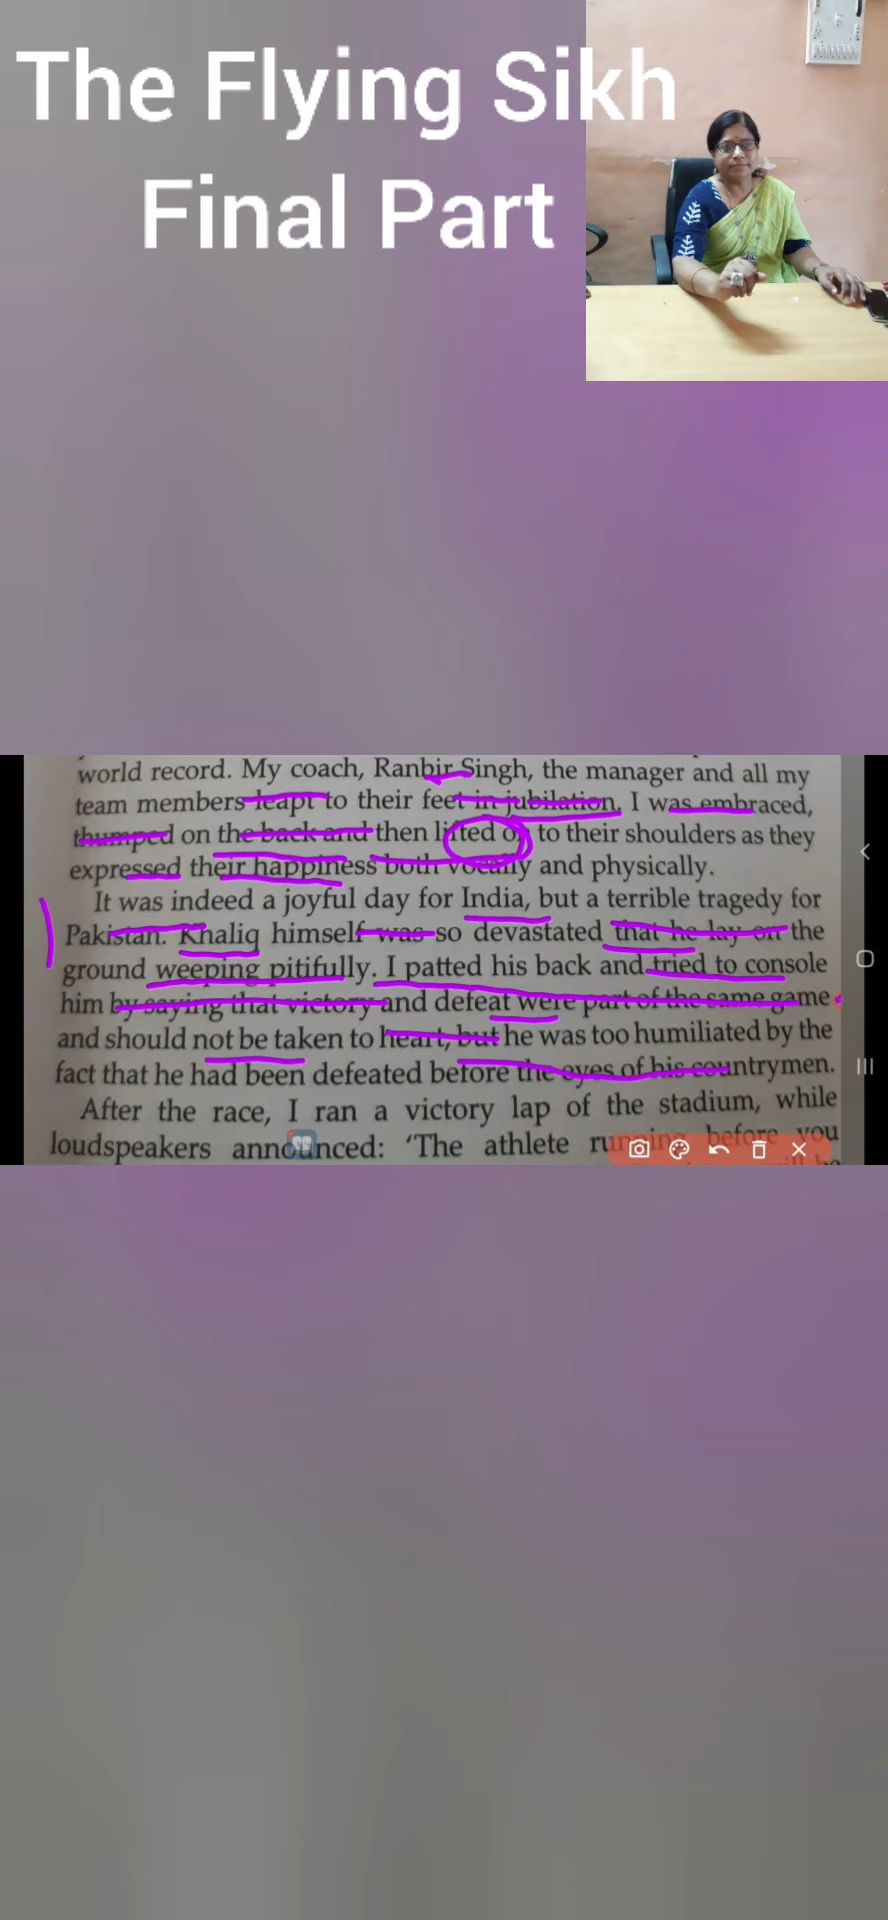 The Flying Sikh
Final Part
world record. My coach, Ranbir Singh, the manager and all my
team members leapt to their feet in jubilation. I was embraced,
thumped on the back and then lifted on to their shoulders as they
expressed their happiness both vocally and physically.
It was indeed a joyful day for India, but a terrible tragedy for
Pakistan. Khaliq himself was so devastated that he lay on the
ground weeping pitifully. I patted his back and tried to console
him by saying that victory and defeat were part of the same game
and should not be taken to heart, but he was too humiliated by the
fact that he had been defeated before the eyes of his countrymen.
After the race, I ran a victory lap of the stadium, while
loudspeakers announced: ‘The athlete running before you